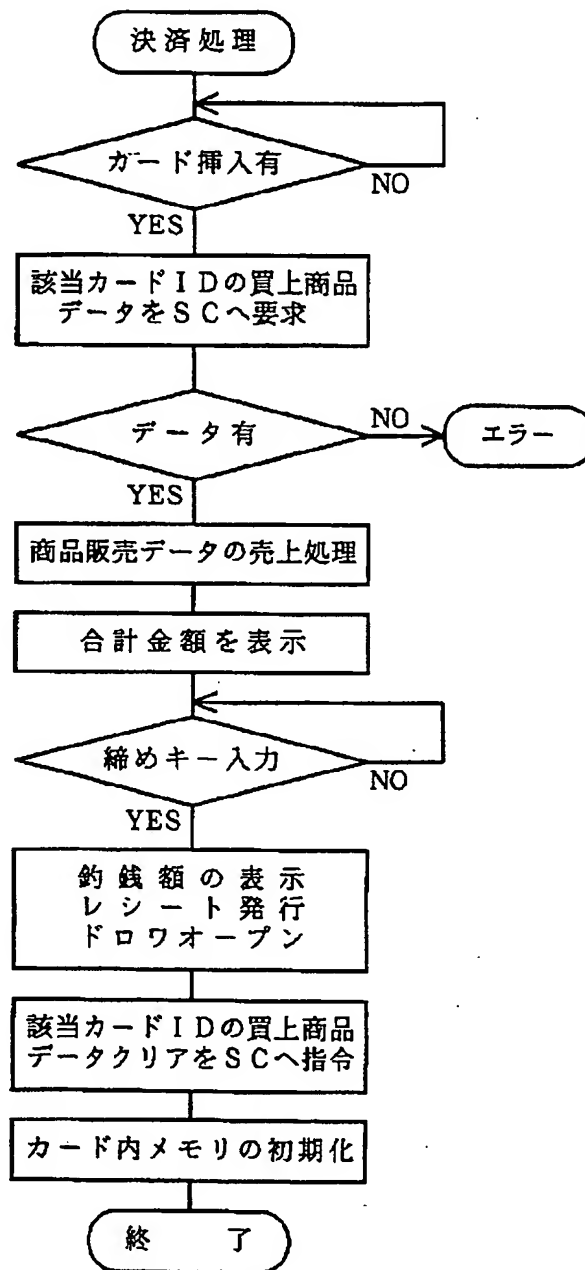 決済処理
カード挿入有
NO
YES
該当カードIDの買上商品
データをSCへ要求
データ有
NO
エラー
YES
商品販売データの売上処理
合計金額を表示
締めキー入力
NO
YES
釣銭額の表示
レシート発行
ドロワオープン
該当カードIDの買上商品
データクリアをSCへ指令
カード内メモリの初期化
終　了